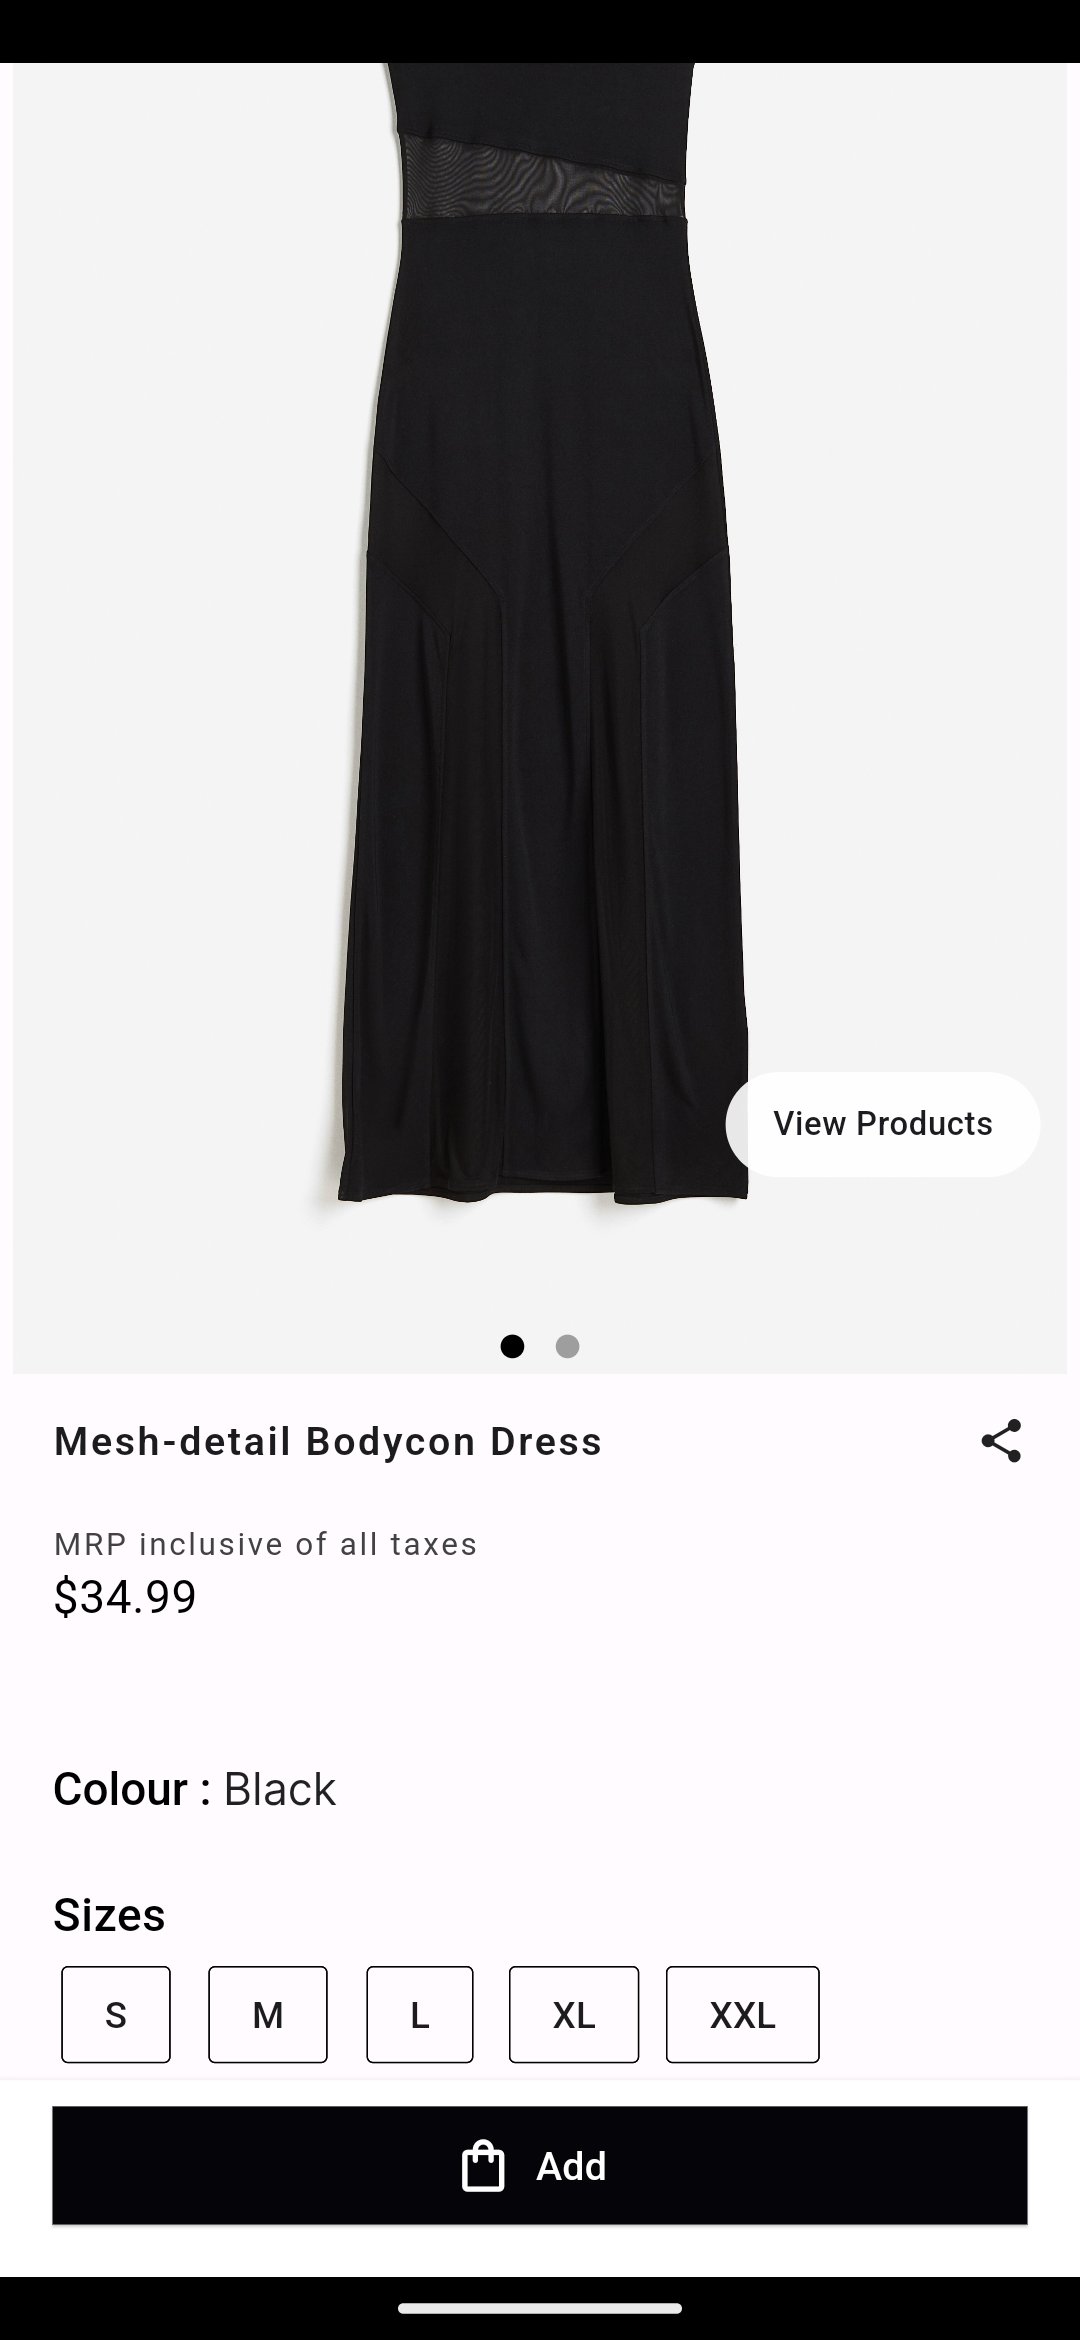 View Products
Mesh-detail Bodycon Dress
MRP inclusive of all taxes
$34.99
Colour : Black
Sizes
S M L XL XXL
Add